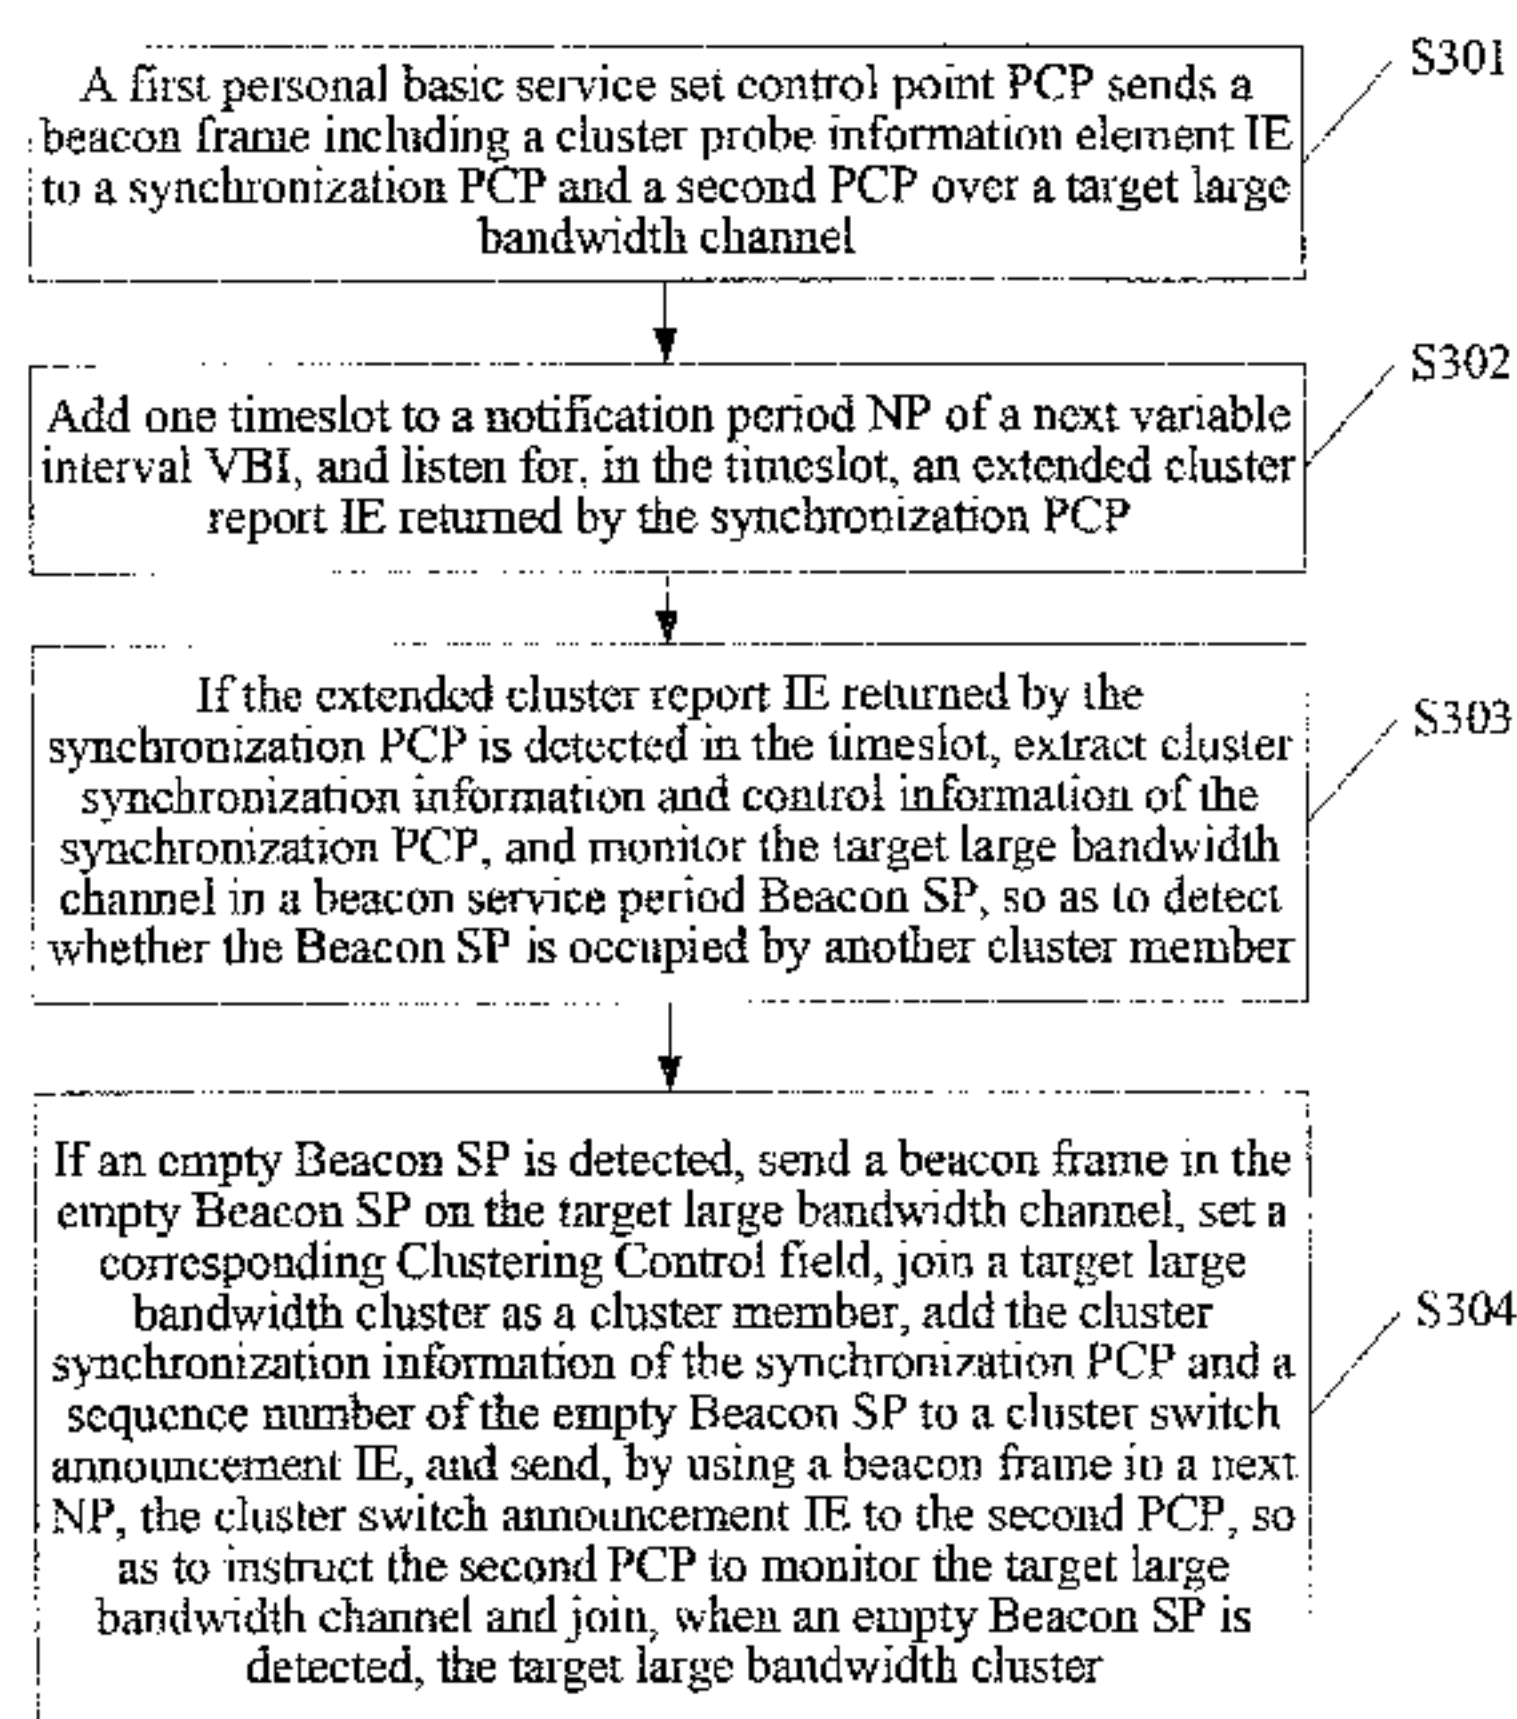 A first personal basic service set control point PCP sends a
beacon frame including a cluster probe information element IE
to a synchronization PCP and a second PCP over a target large
bandwidth channel
S301
Add one timeslot to a notification period NP of a next variable
interval VBI, and listen for, in the timeslot, an extended cluster
report IE returned by the synchronization PCP
S302
If the extended cluster report IE returned by the
synchronization PCP is detected in the timeslot, extract cluster
synchronization information and control information of the
synchronization PCP, and monitor the target large bandwidth
channel in a beacon service period Beacon SP, so as to detect
whether the Beacon SP is occupied by another cluster member
S303
If an empty Beacon SP is detected, send a beacon frame in the
empty Beacon SP on the target large bandwidth channel, set a
corresponding Clustering Control field, join a target large
bandwidth cluster as a cluster member, add the cluster
synchronization information of the synchronization PCP and a
sequence number of the empty Beacon SP to a cluster switch
announcement IE, and send, by using a beacon frame in a next
NP, the cluster switch announcement IE to the second PCP, so
as to instruct the second PCP to monitor the target large
bandwidth channel and join, when an empty Beacon SP is
detected, the target large bandwidth cluster
S304